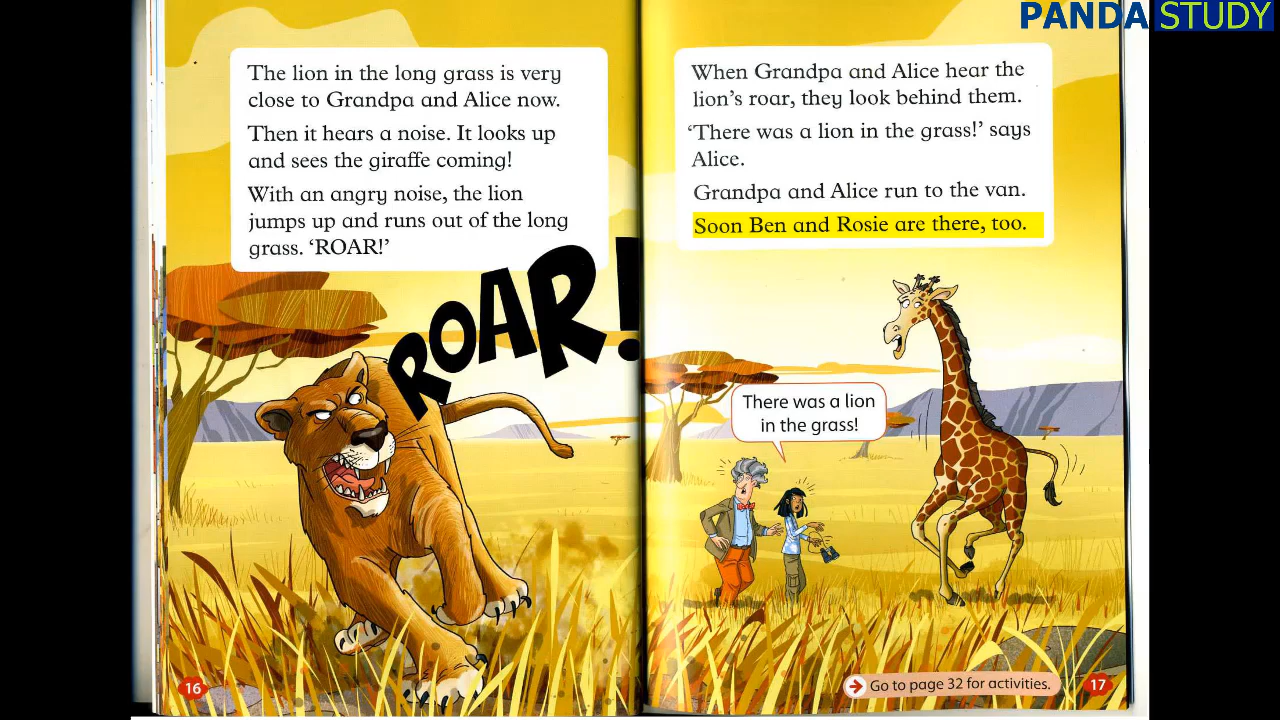 PANDA STUDY
The lion in the long grass is very
close to Grandpa and Alice now.
Then it hears a noise. It looks up
and sees the giraffe coming!
With an angry noise, the lion
jumps up and runs out of the long
grass. ‘ROAR!’
ROAR!
16
When Grandpa and Alice hear the
lion’s roar, they look behind them.
‘There was a lion in the grass!’ says
Alice.
Grandpa and Alice run to the van.
Soon Ben and Rosie are there, too.
There was a lion
in the grass!
Go to page 32 for activities.
17